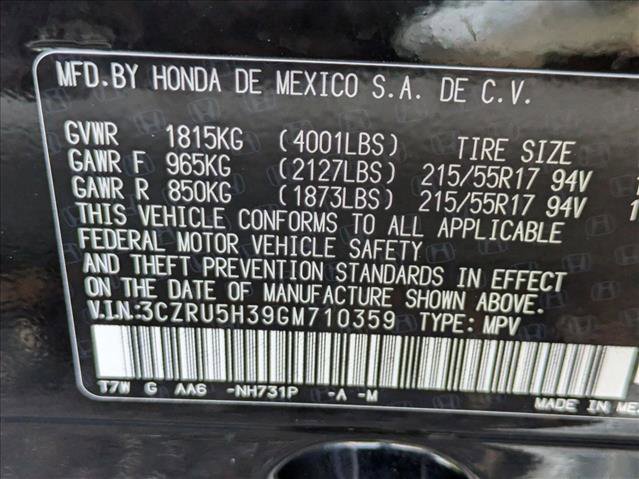 MFD. BY HONDA DE MEXICO S.A. DE C.V.
GVWR 1815KG (4001LBS) TIRE SIZE
GAWR F 965KG (2127LBS) 215/55R17 94V
GAWR R 850KG (1873LBS) 215/55R17 94V
THIS VEHICLE CONFORMS TO ALL APPLICABLE
FEDERAL MOTOR VEHICLE SAFETY
AND THEFT PREVENTION STANDARDS IN EFFECT
ON THE DATE OF MANUFACTURE SHOWN ABOVE.
V.I.N:3CZRU5H39GM710359 TYPE: MPV
T7W G AA6 -NH731P -A -M
MADE IN